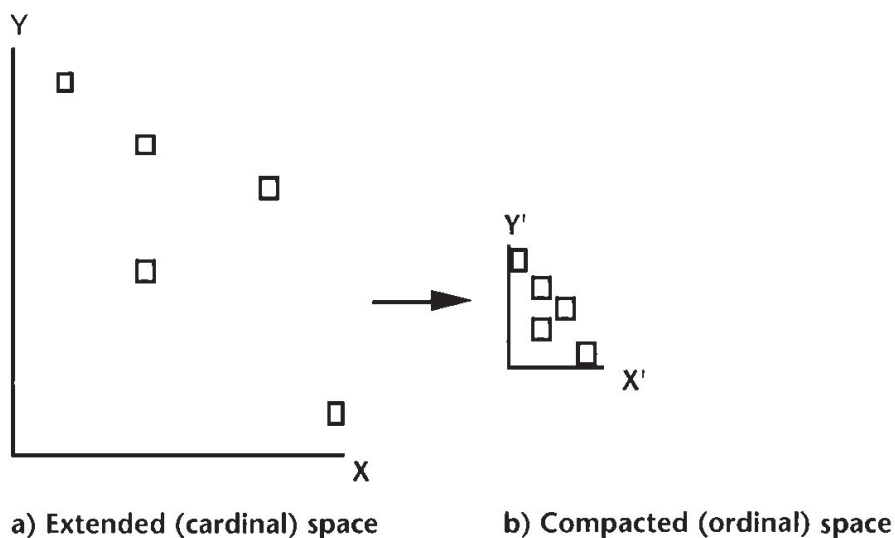 Y
Y'
X'
X
a) Extended (cardinal) space
b) Compacted (ordinal) space